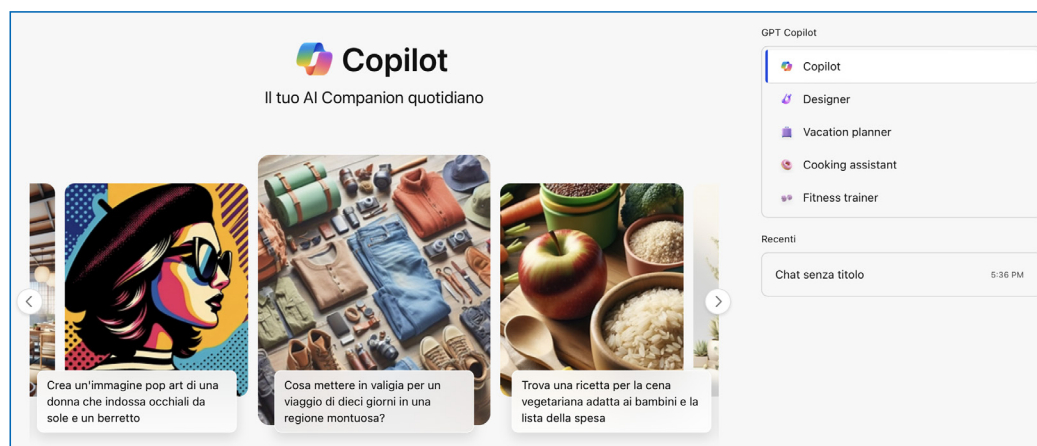 Copilot
Il tuo AI Companion quotidiano
Crea un'immagine pop art di una
donna che indossa occhiali da
sole e un berretto
Cosa mettere in valigia per un
viaggio di dieci giorni in una
regione montuosa?
Trova una ricetta per la cena
vegetariana adatta ai bambini e la
lista della spesa
GPT Copilot
Copilot
Designer
Vacation planner
Cooking assistant
Fitness trainer
Recenti
Chat senza titolo 5:36 PM